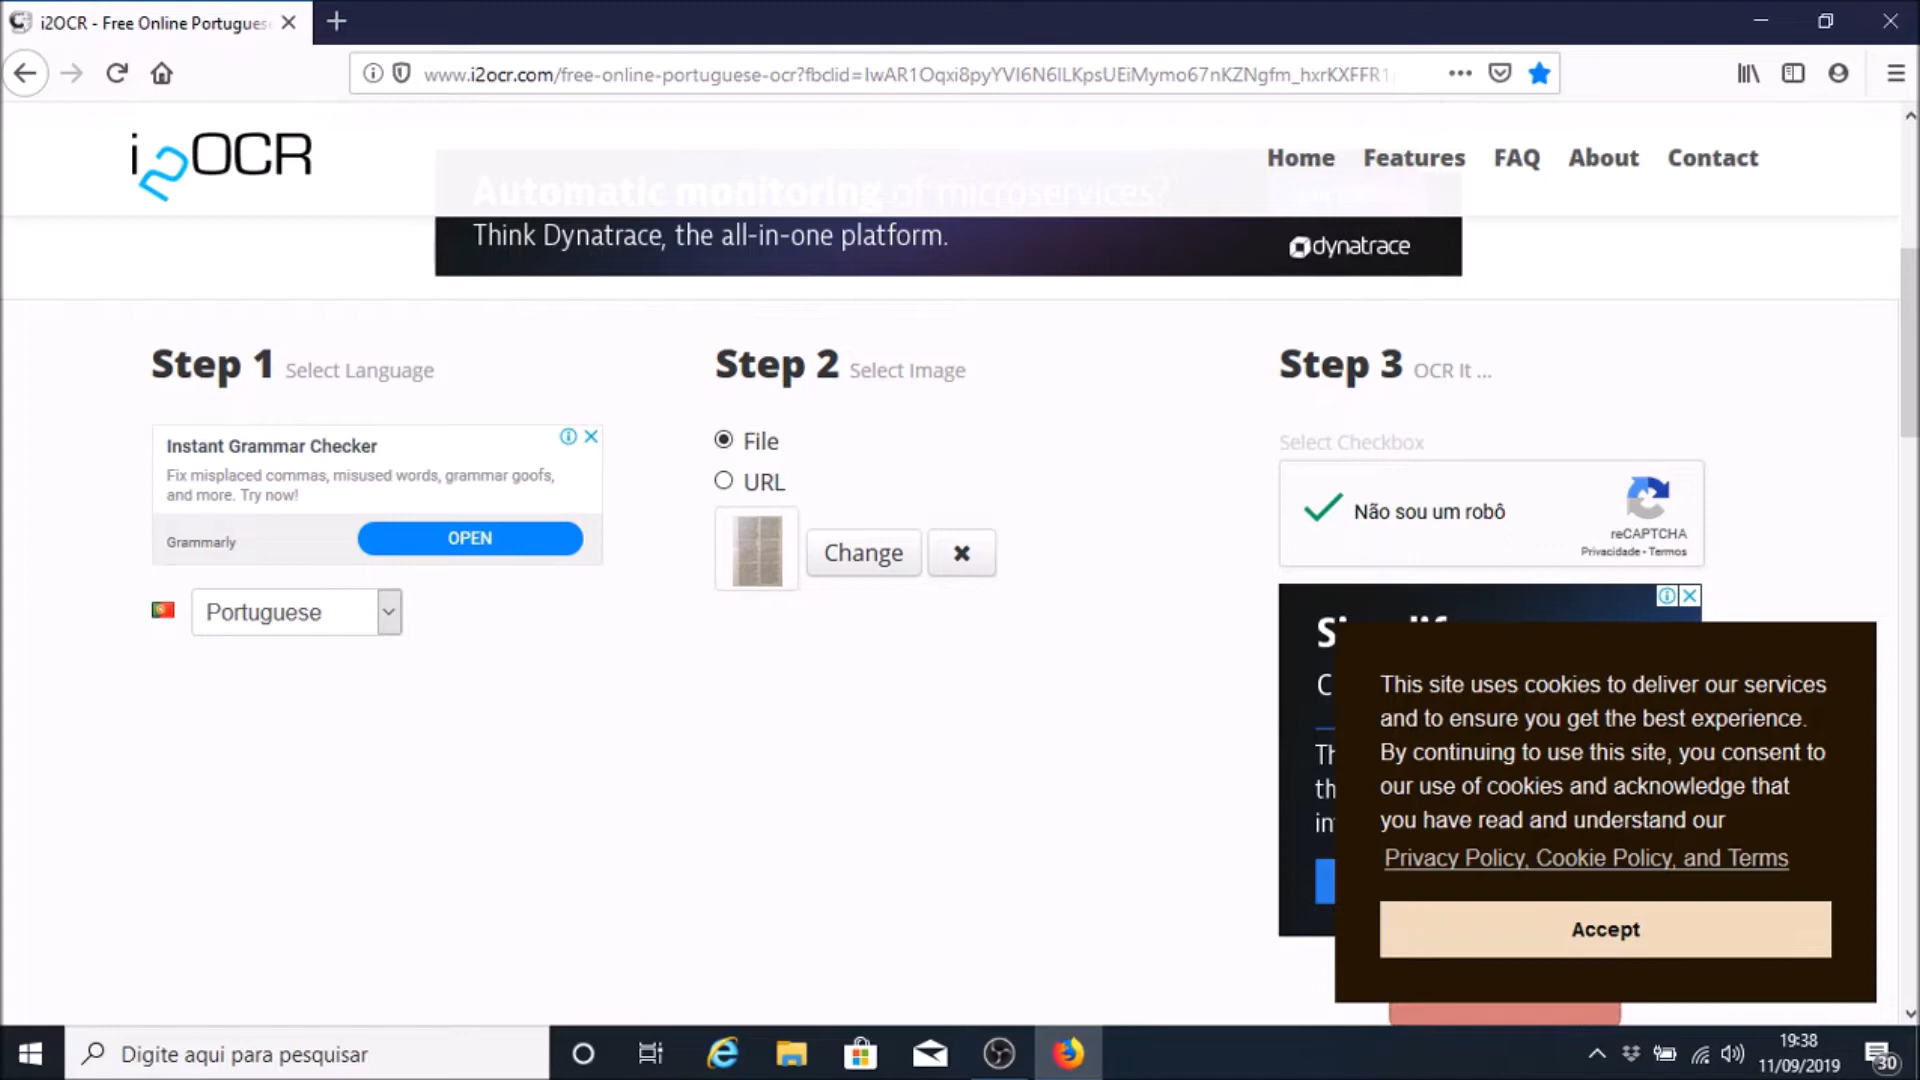 i2OCR - Free Online Portugues
www.i2ocr.com/free-online-portuguese-ocr?fbclid=IwAR1Oqxi8pyYVI6N6ILKpsUEiMymo67nKZNgfm_hxrKXFFR1
i2OCR
Home Features FAQ About Contact
Automatic monitoring of microservices?
Think Dynatrace, the all-in-one platform.
dynatrace
Step 1 Select Language
Instant Grammar Checker
Fix misplaced commas, misused words, grammar goofs,
and more. Try now!
Grammarly
OPEN
Portuguese
Step 2 Select Image
File
URL
Change
Step 3 OCR It ...
Select Checkbox
Não sou um robô
reCAPTCHA
Privacidade - Termos
This site uses cookies to deliver our services
and to ensure you get the best experience.
By continuing to use this site, you consent to
our use of cookies and acknowledge that
you have read and understand our
Privacy Policy, Cookie Policy, and Terms
Accept
Digite aqui para pesquisar
19:38
11/09/2019
30